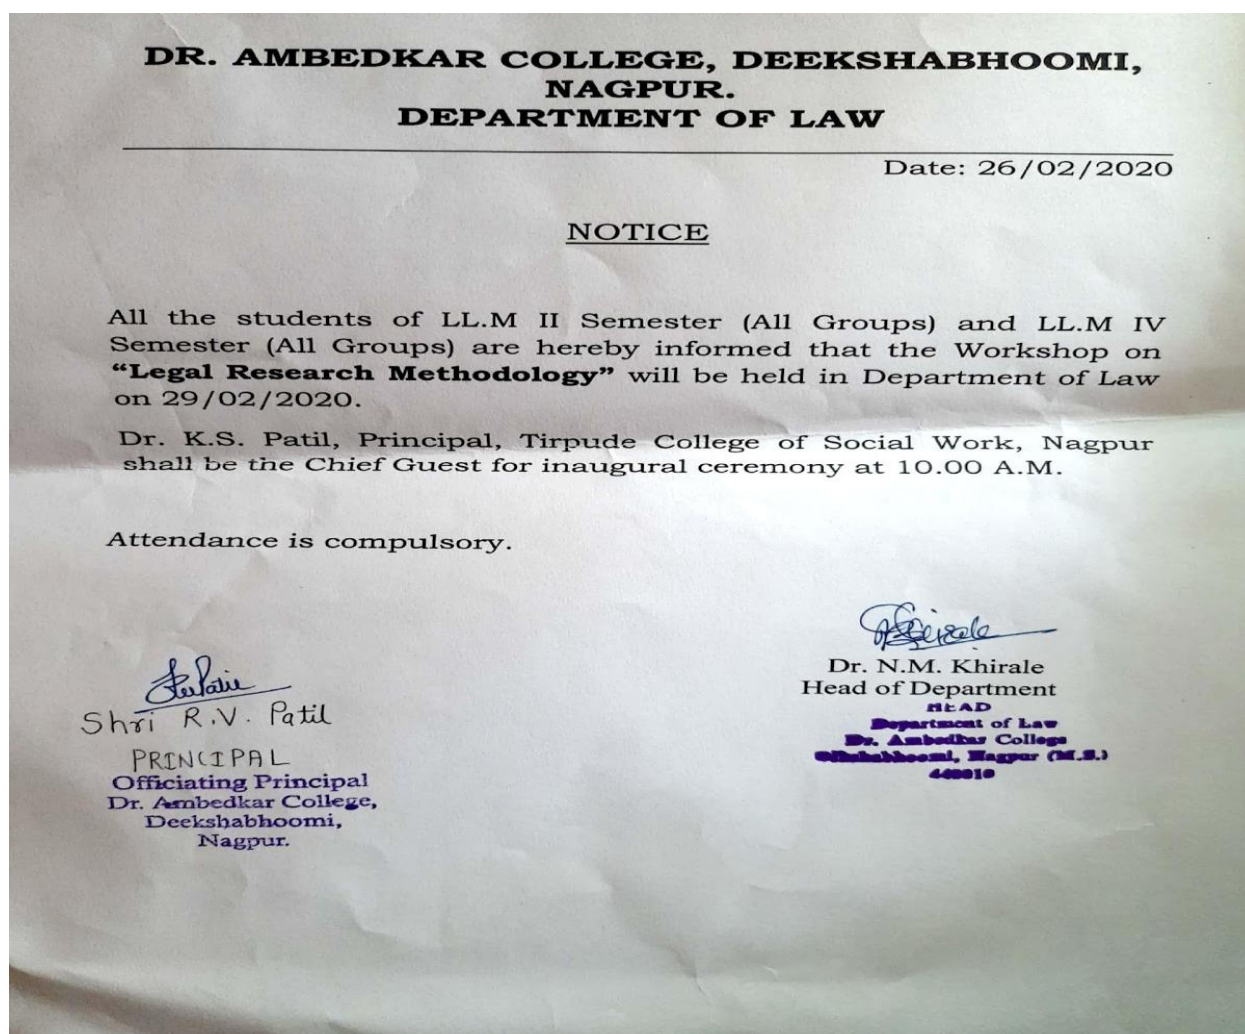 DR. AMBEDKAR COLLEGE, DEEKSHABHOOMI,
NAGPUR.
DEPARTMENT OF LAW
Date: 26/02/2020
NOTICE
All the students of LL.M II Semester (All Groups) and LL.M IV
Semester (All Groups) are hereby informed that the Workshop on
“Legal Research Methodology” will be held in Department of Law
on 29/02/2020.
Dr. K.S. Patil, Principal, Tirpude College of Social Work, Nagpur
shall be the Chief Guest for inaugural ceremony at 10.00 A.M.
Attendance is compulsory.
Shri R.V. Patil
PRINCIPAL
Officiating Principal
Dr. Ambedkar College,
Deekshabhoomi,
Nagpur.
Dr. N.M. Khirale
Head of Department
HEAD
Department of Law
Dr. Ambedkar College
Nagpur (M.S.)
440010